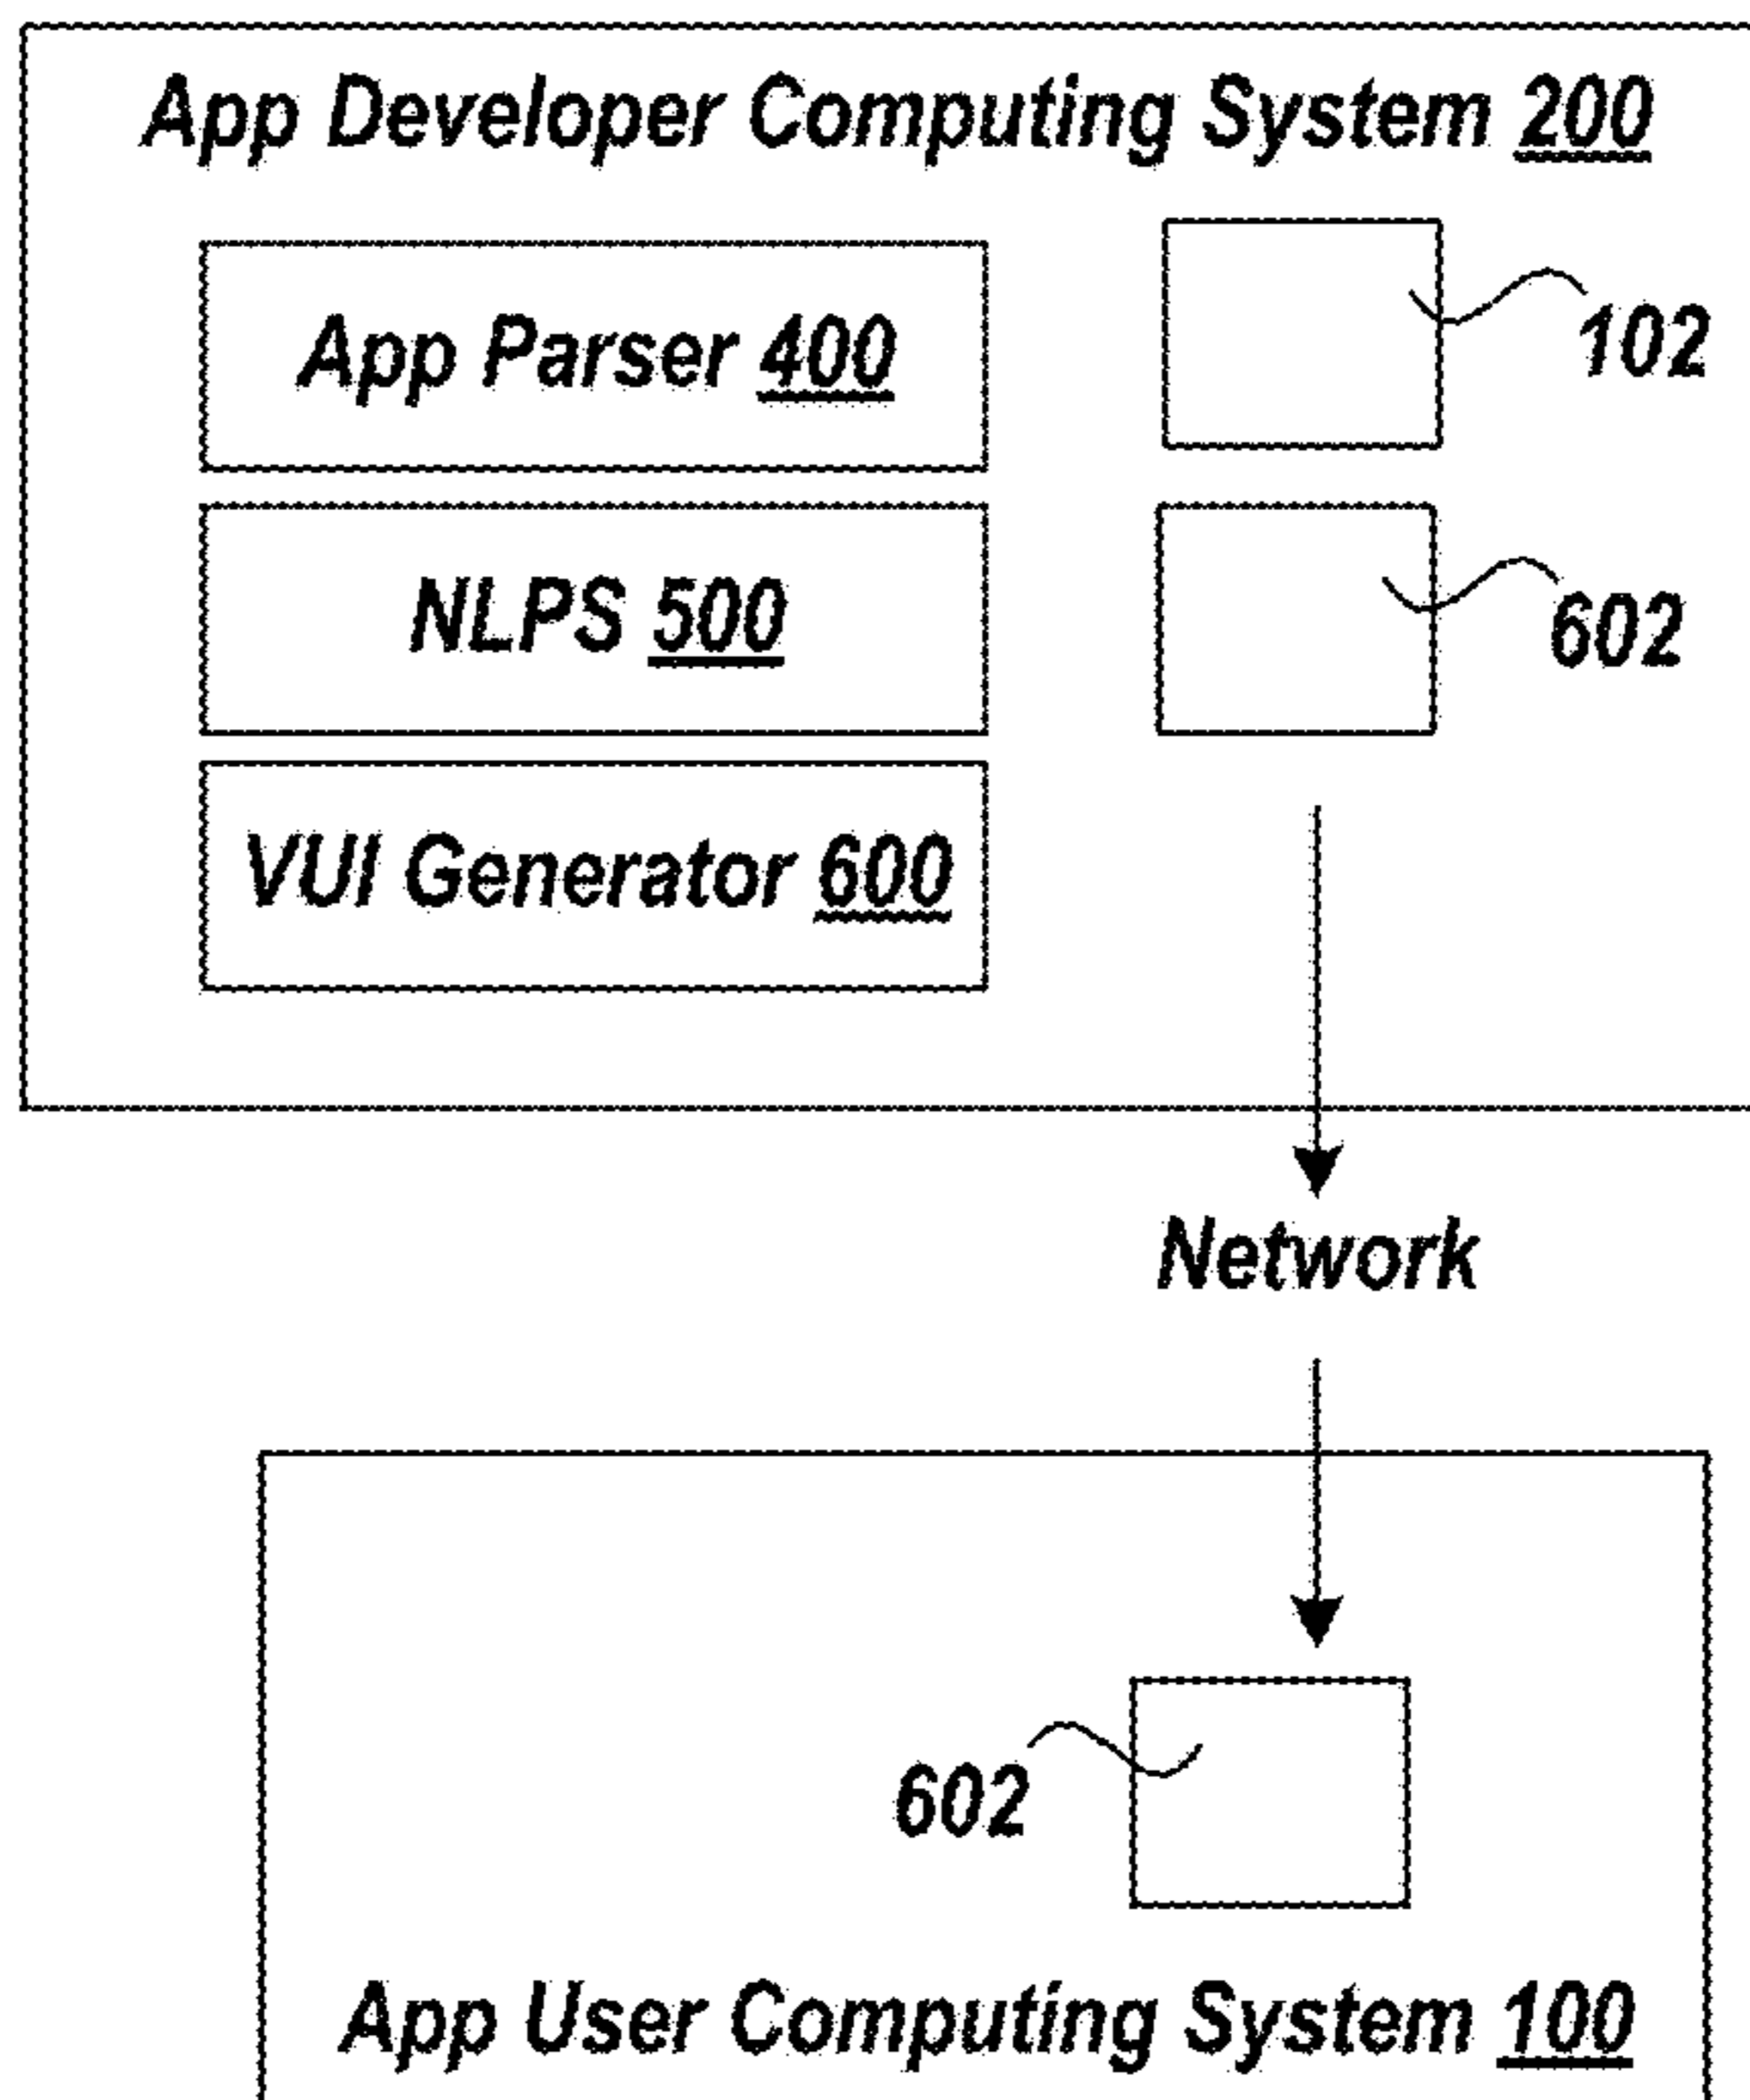 App Developer Computing System 200
App Parser 400
102
NLPS 500
602
VUI Generator 600
Network
602
App User Computing System 100